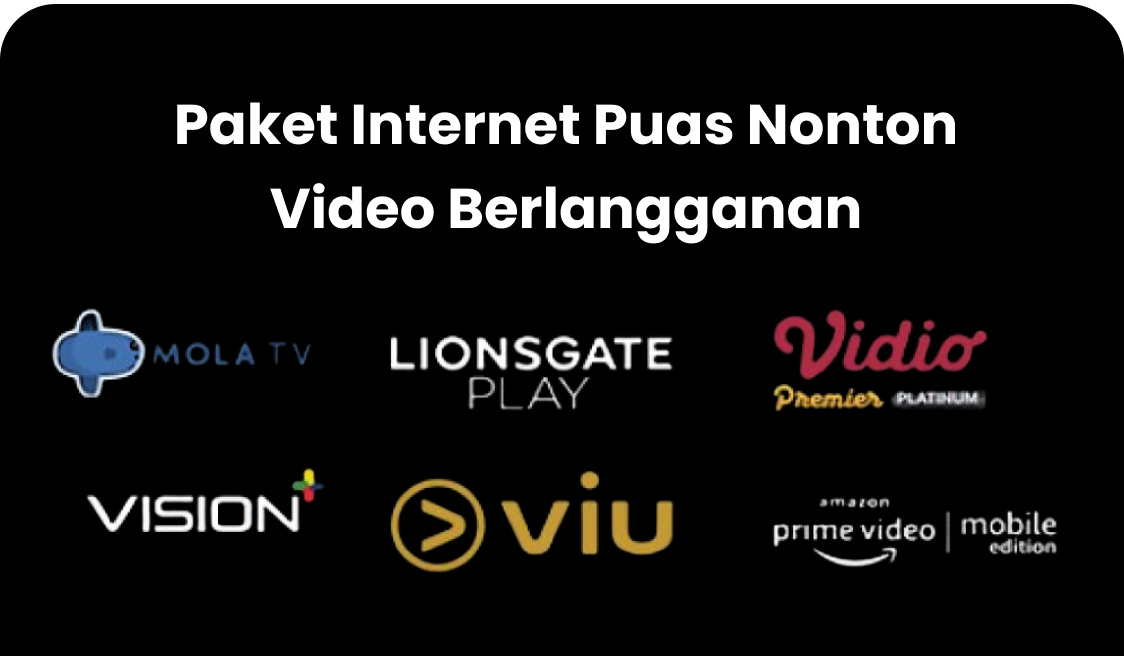 Paket Internet Puas Nonton
Video Berlangganan
MOLA TV
LIONSGATE
PLAY
Vidio
Premier PLATINUM
VISION+
viu
amazon
prime video | mobile
edition